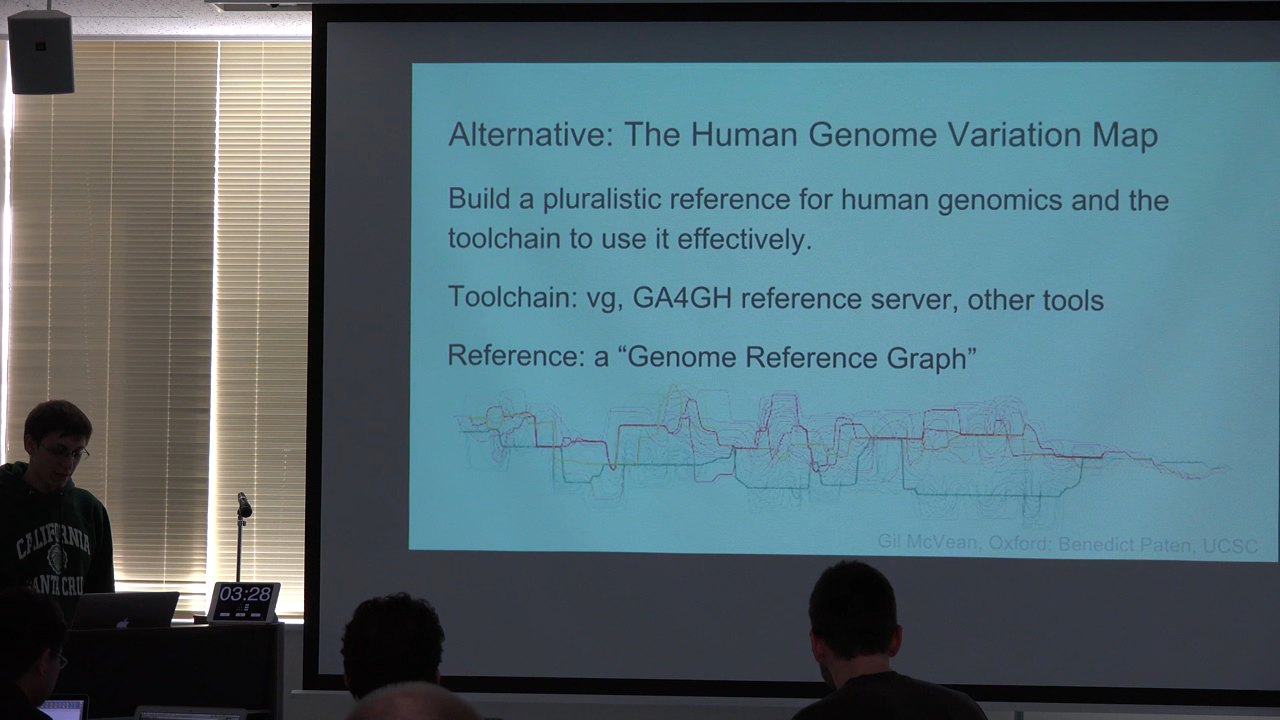 Alternative: The Human Genome Variation Map
Build a pluralistic reference for human genomics and the
toolchain to use it effectively.
Toolchain: vg, GA4GH reference server, other tools
Reference: a “Genome Reference Graph”
Gil McVean, Oxford; Benedict Paten, UCSC
CALIFORNIA
SANTA CRUZ
03:28